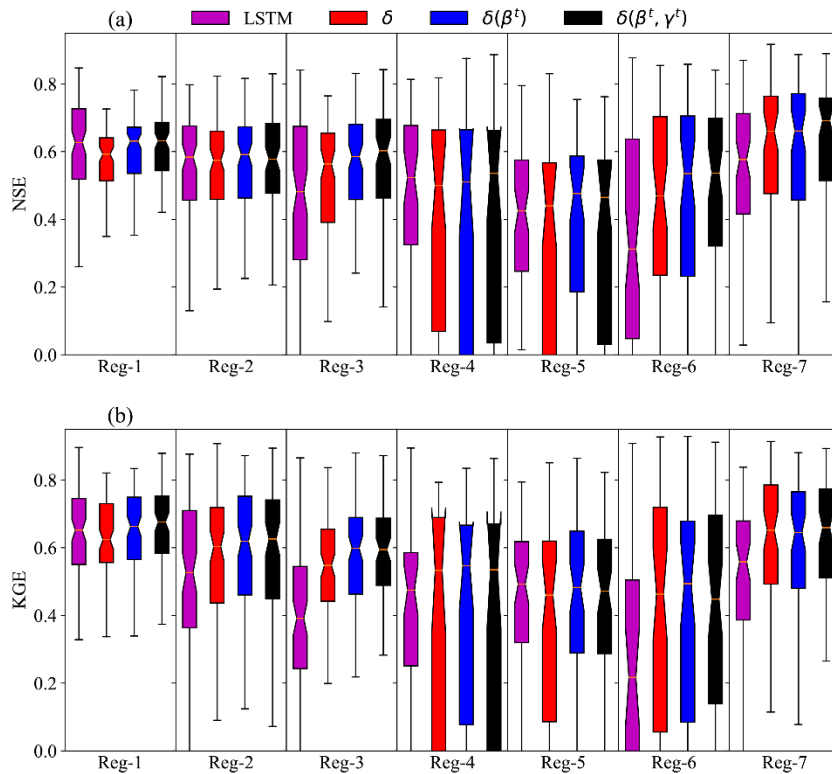 (a) LSTM δ δ(β^t) δ(β^t, γ^t)
0.8
0.6
NSE
0.4
0.2
0.0
Reg-1 Reg-2 Reg-3 Reg-4 Reg-5 Reg-6 Reg-7
(b)
0.8
0.6
KGE
0.4
0.2
0.0
Reg-1 Reg-2 Reg-3 Reg-4 Reg-5 Reg-6 Reg-7